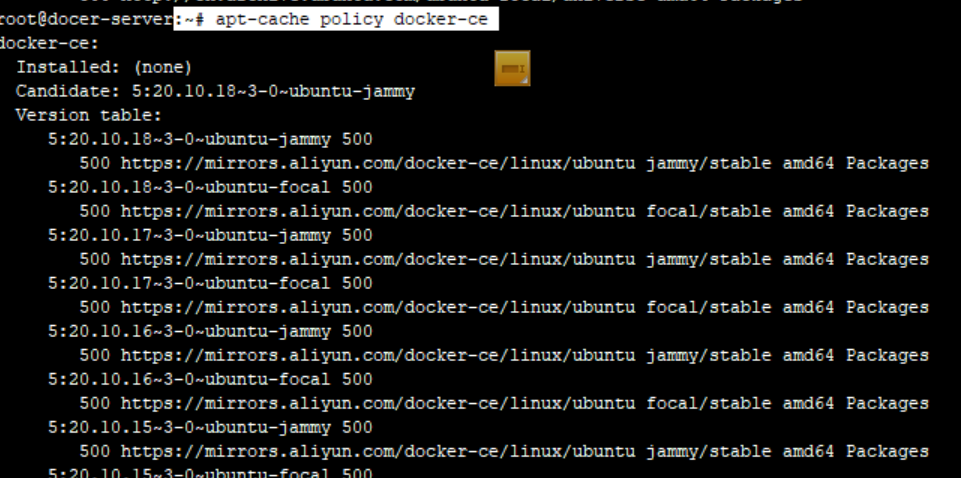 root@docer-server:~# apt-cache policy docker-ce
docker-ce:
Installed: (none)
Candidate: 5:20.10.18~3-0~ubuntu-jammy
Version table:
5:20.10.18~3-0~ubuntu-jammy 500
500 https://mirrors.aliyun.com/docker-ce/linux/ubuntu jammy/stable amd64 Packages
5:20.10.18~3-0~ubuntu-focal 500
500 https://mirrors.aliyun.com/docker-ce/linux/ubuntu focal/stable amd64 Packages
5:20.10.17~3-0~ubuntu-jammy 500
500 https://mirrors.aliyun.com/docker-ce/linux/ubuntu jammy/stable amd64 Packages
5:20.10.17~3-0~ubuntu-focal 500
500 https://mirrors.aliyun.com/docker-ce/linux/ubuntu focal/stable amd64 Packages
5:20.10.16~3-0~ubuntu-jammy 500
500 https://mirrors.aliyun.com/docker-ce/linux/ubuntu jammy/stable amd64 Packages
5:20.10.16~3-0~ubuntu-focal 500
500 https://mirrors.aliyun.com/docker-ce/linux/ubuntu focal/stable amd64 Packages
5:20.10.15~3-0~ubuntu-jammy 500
500 https://mirrors.aliyun.com/docker-ce/linux/ubuntu jammy/stable amd64 Packages
5:20.10.15~3-0~ubuntu-focal 500